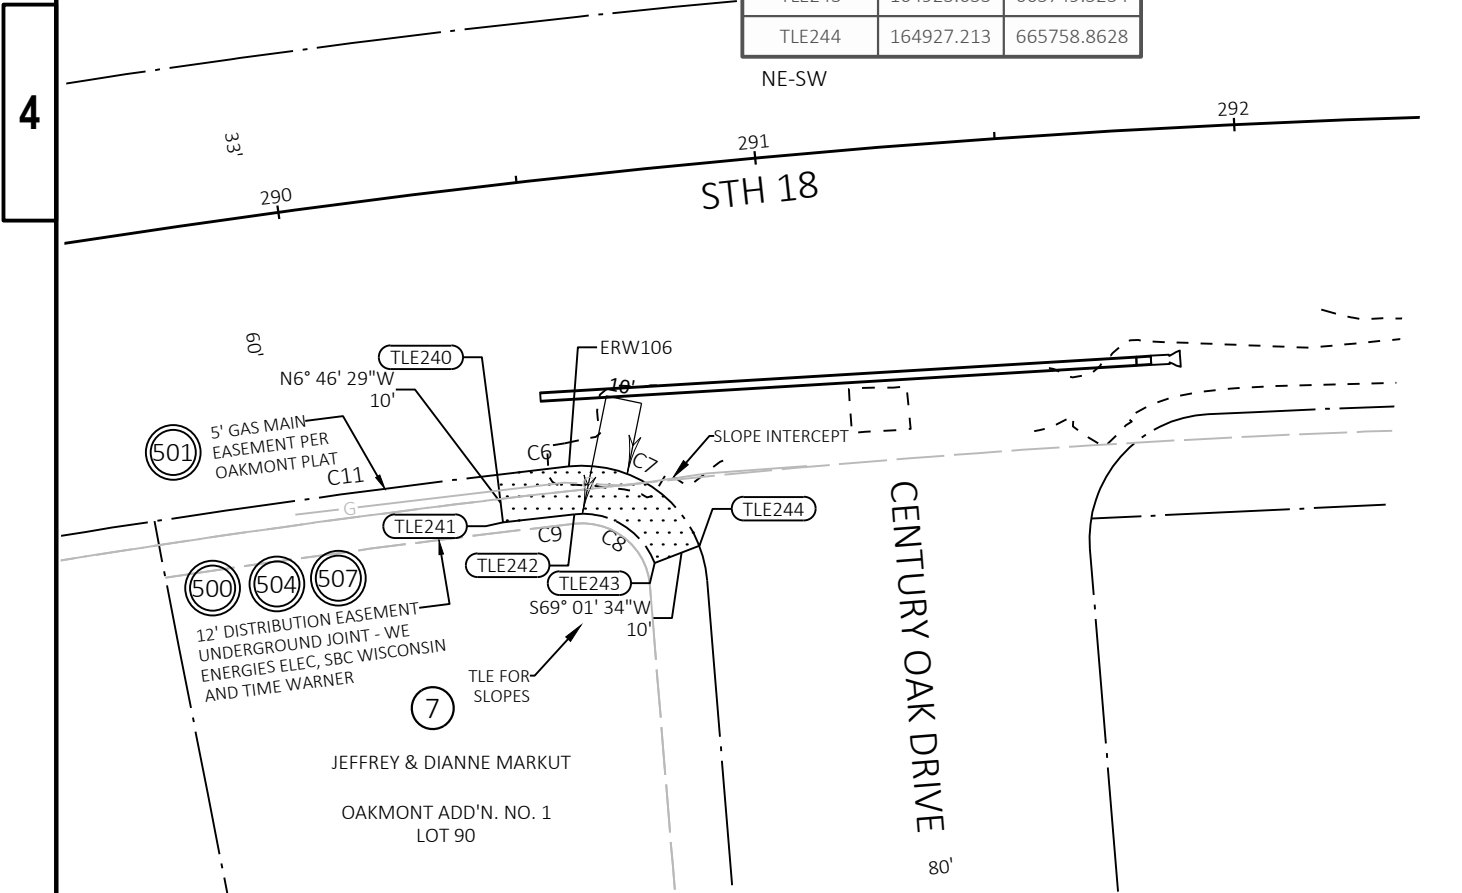 TLE244 164927.213 665758.8628
NE-SW
4
33'
290
291
292
STH 18
60'
TLE240
ERW106
N6° 46' 29"W
10'
10'
501
5' GAS MAIN
EASEMENT PER
OAKMONT PLAT
C11
C6
C7
SLOPE INTERCEPT
G
TLE241
C9
C8
TLE244
TLE242
TLE243
500
504
507
S69° 01' 34"W
10'
12' DISTRIBUTION EASEMENT
UNDERGROUND JOINT - WE
ENERGIES ELEC, SBC WISCONSIN
AND TIME WARNER
TLE FOR
SLOPES
7
JEFFREY & DIANNE MARKUT
OAKMONT ADD'N. NO. 1
LOT 90
CENTURY OAK DRIVE
80'